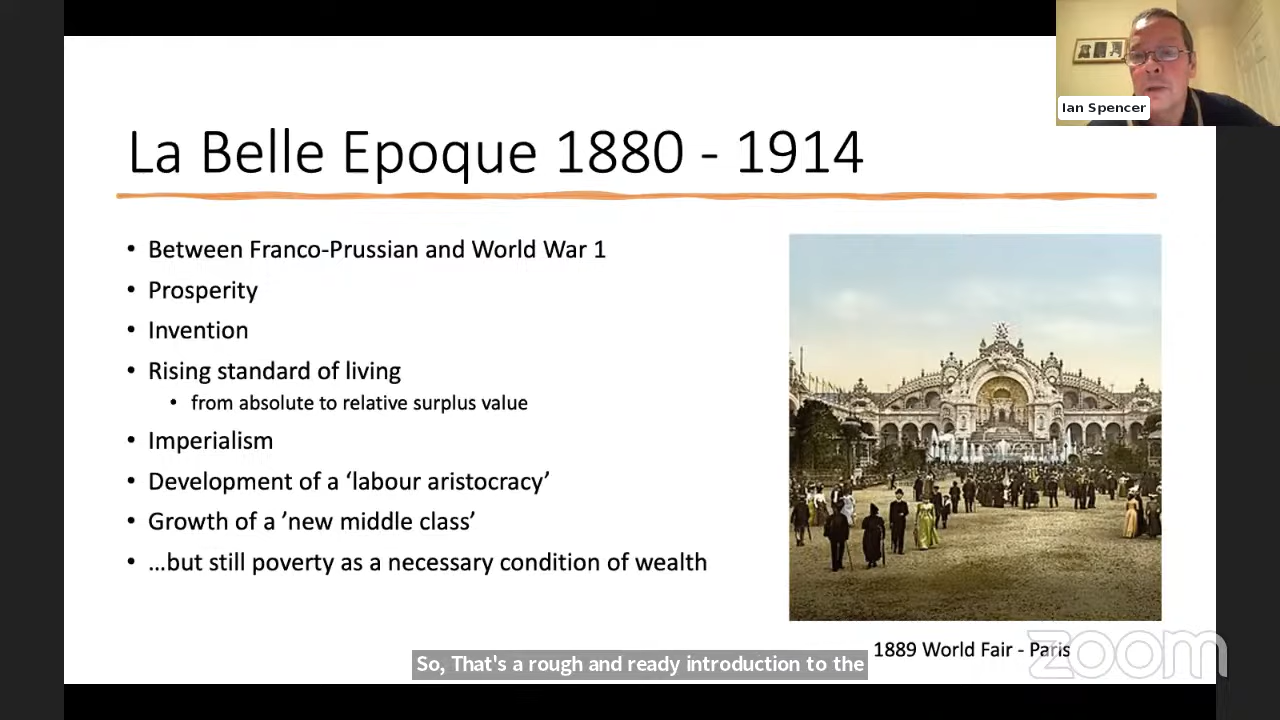 Ian Spencer
La Belle Epoque 1880 - 1914
• Between Franco-Prussian and World War 1
• Prosperity
• Invention
• Rising standard of living
• from absolute to relative surplus value
• Imperialism
• Development of a ‘labour aristocracy’
• Growth of a ’new middle class’
• …but still poverty as a necessary condition of wealth
1889 World Fair - Paris
zoom
So, That's a rough and ready introduction to the